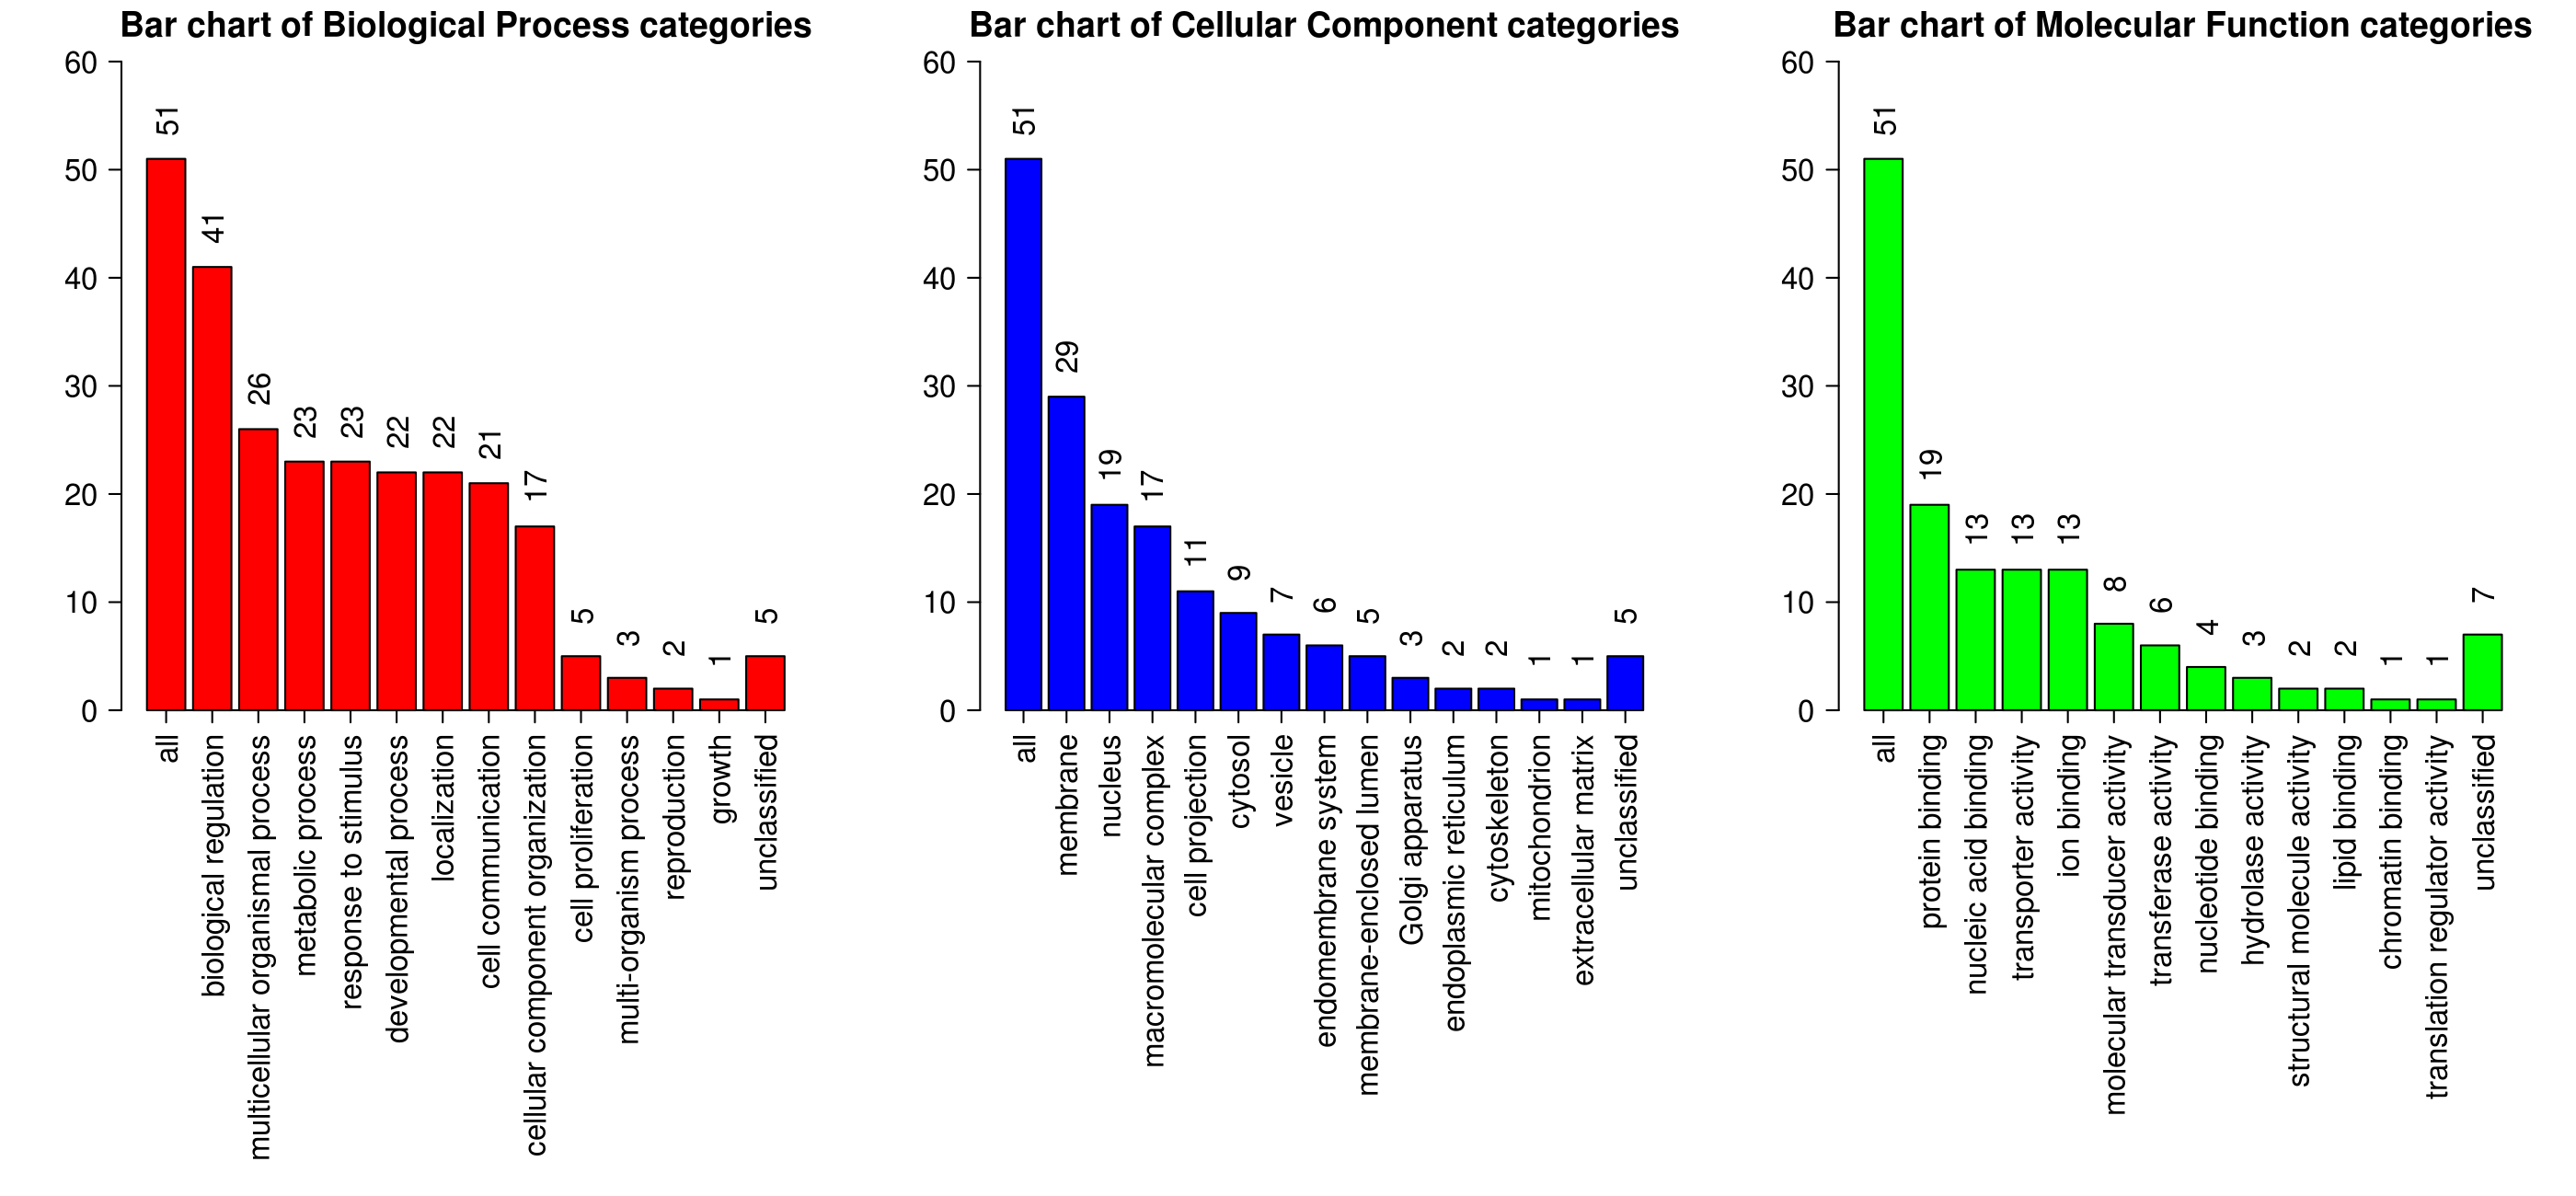 Bar chart of Biological Process categories
60
50
40
30
20
10
0
51
41
26
23
23
22
22
21
17
5
3
2
1
5
all
biological regulation
multicellular organismal process
metabolic process
response to stimulus
developmental process
localization
cell communication
cellular component organization
cell proliferation
multi-organism process
reproduction
growth
unclassified
Bar chart of Cellular Component categories
60
50
40
30
20
10
0
51
29
19
17
11
9
7
6
5
3
2
2
1
1
5
all
membrane
nucleus
macromolecular complex
cell projection
cytosol
vesicle
endomembrane system
membrane-enclosed lumen
Golgi apparatus
endoplasmic reticulum
cytoskeleton
mitochondrion
extracellular matrix
unclassified
Bar chart of Molecular Function categories
60
50
40
30
20
10
0
51
19
13
13
13
8
6
4
3
2
2
1
1
7
all
protein binding
nucleic acid binding
transporter activity
ion binding
molecular transducer activity
transferase activity
nucleotide binding
hydrolase activity
structural molecule activity
lipid binding
chromatin binding
translation regulator activity
unclassified